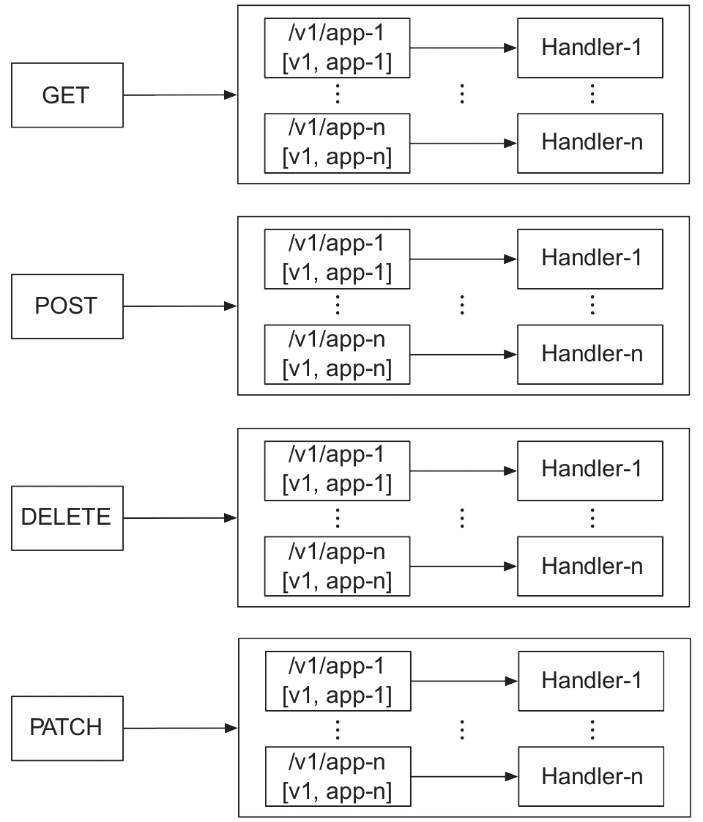 GET
/v1/app-1
[v1, app-1]
Handler-1
/v1/app-n
[v1, app-n]
Handler-n
POST
/v1/app-1
[v1, app-1]
Handler-1
/v1/app-n
[v1, app-n]
Handler-n
DELETE
/v1/app-1
[v1, app-1]
Handler-1
/v1/app-n
[v1, app-n]
Handler-n
PATCH
/v1/app-1
[v1, app-1]
Handler-1
/v1/app-n
[v1, app-n]
Handler-n